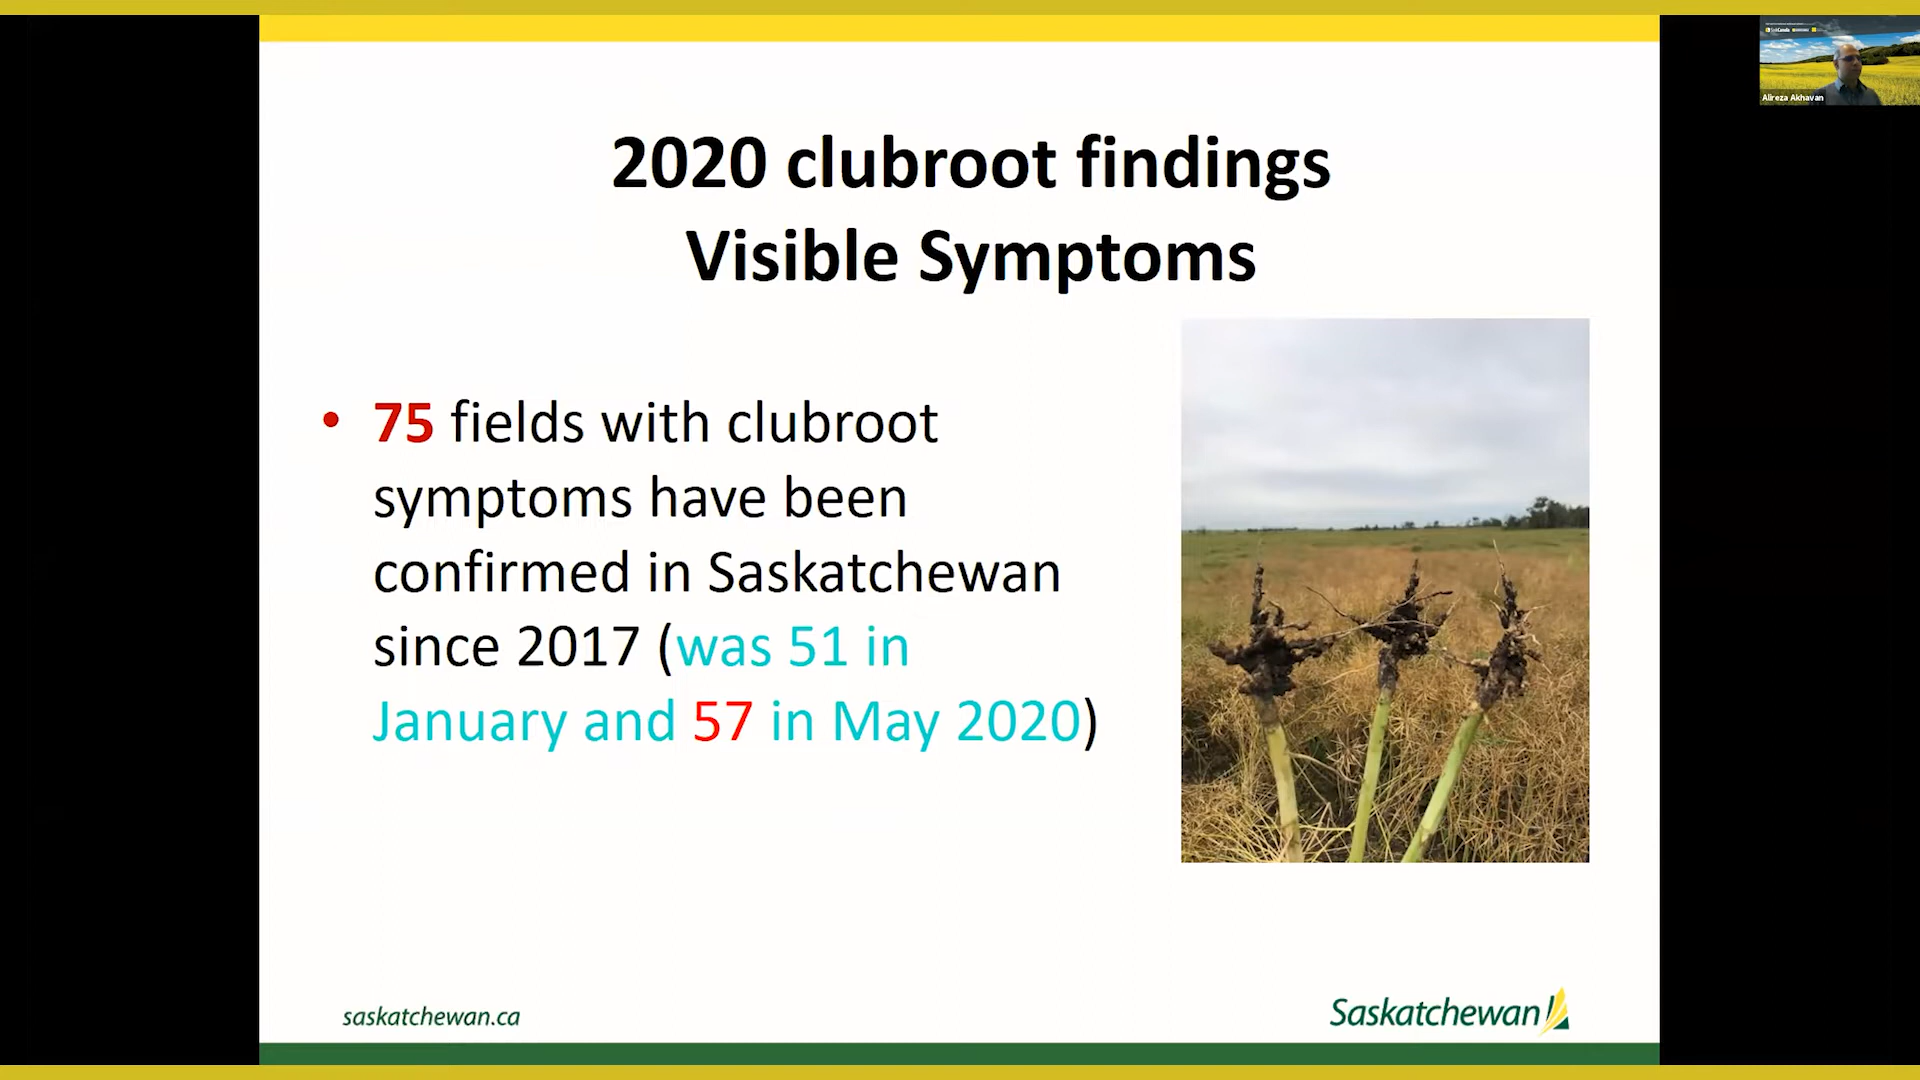 2020 clubroot findings
Visible Symptoms
• 75 fields with clubroot
symptoms have been
confirmed in Saskatchewan
since 2017 (was 51 in
January and 57 in May 2020)
saskatchewan.ca
Saskatchewan
Alireza Akhavan